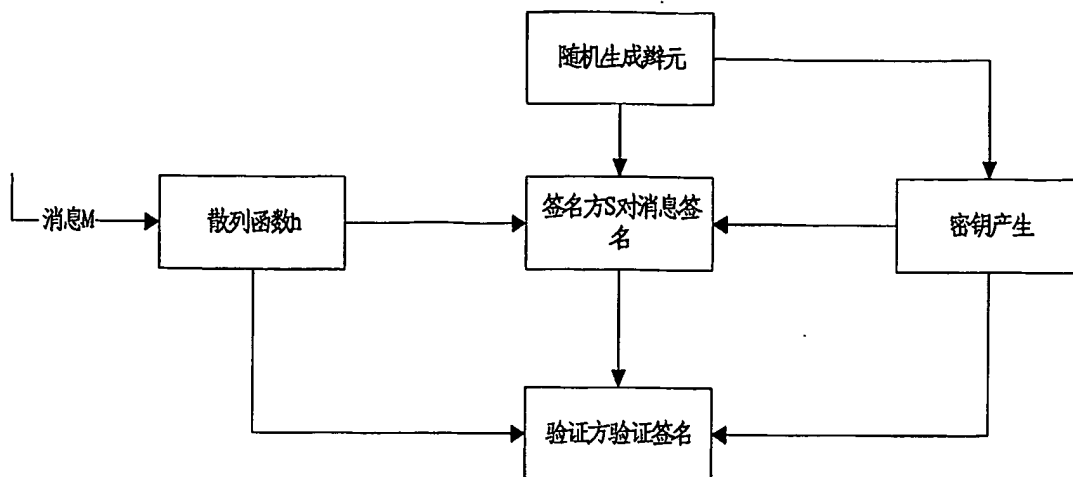 随机生成辫元
消息M
散列函数h
签名方S对消息签
名
密钥产生
验证方验证签名